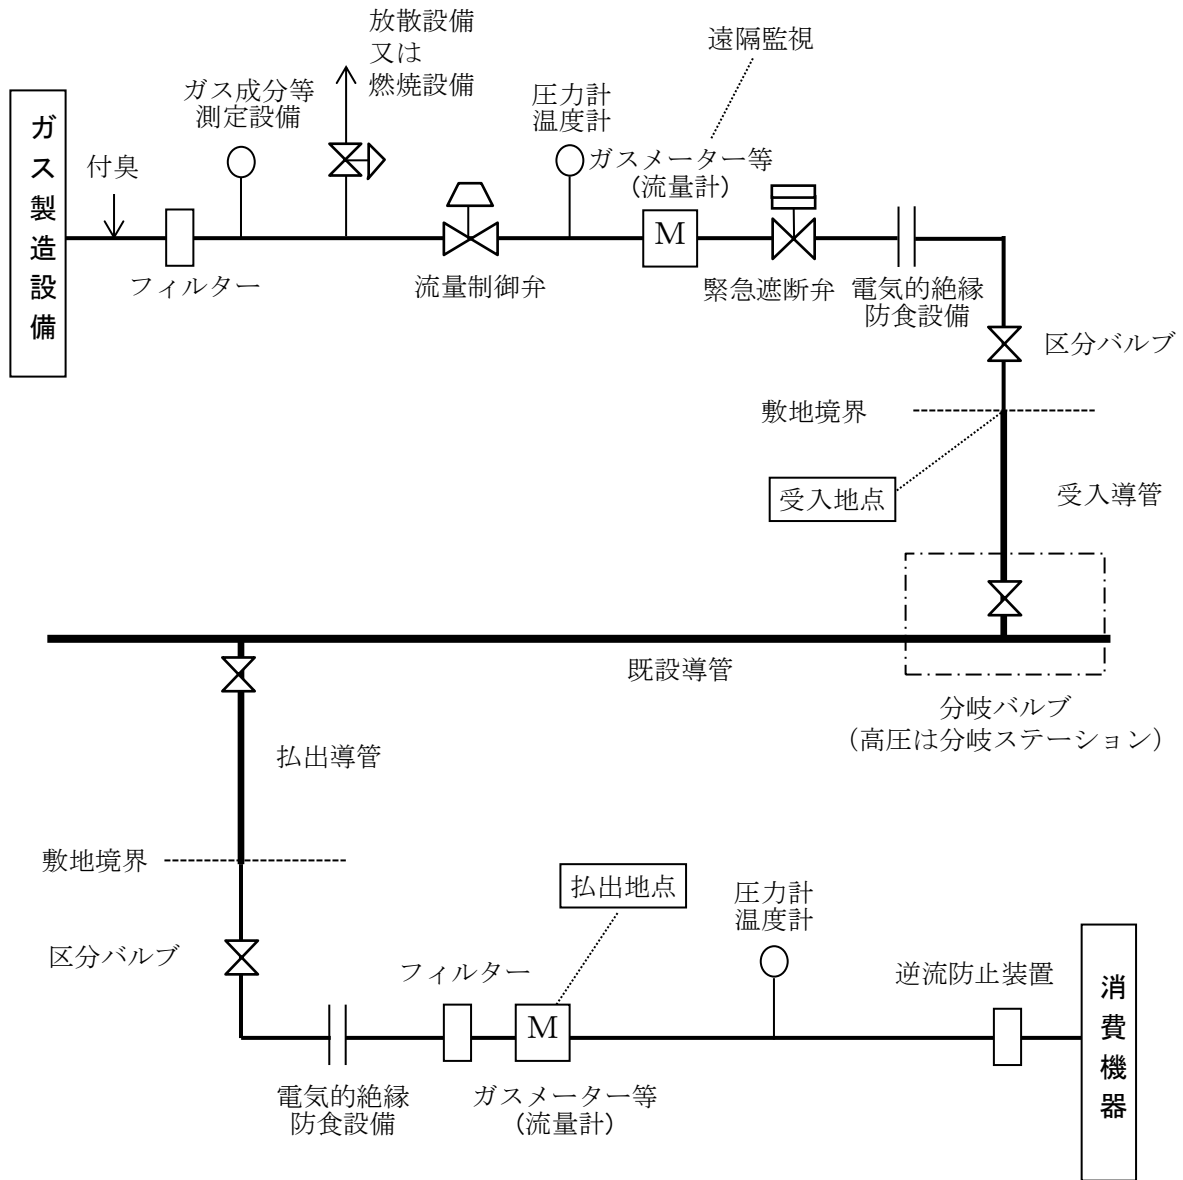 放散設備
又は
燃焼設備
遠隔監視
ガス成分等
測定設備
圧力計
温度計
ガス製造設備
付臭
ガスメーター等
(流量計)
M
フィルター
流量制御弁
緊急遮断弁
電気的絶縁
防食設備
区分バルブ
敷地境界
受入地点
受入導管
既設導管
分岐バルブ
(高圧は分岐ステーション)
払出導管
敷地境界
払出地点
圧力計
温度計
区分バルブ
フィルター
逆流防止装置
消費機器
M
電気的絶縁
防食設備
ガスメーター等
(流量計)